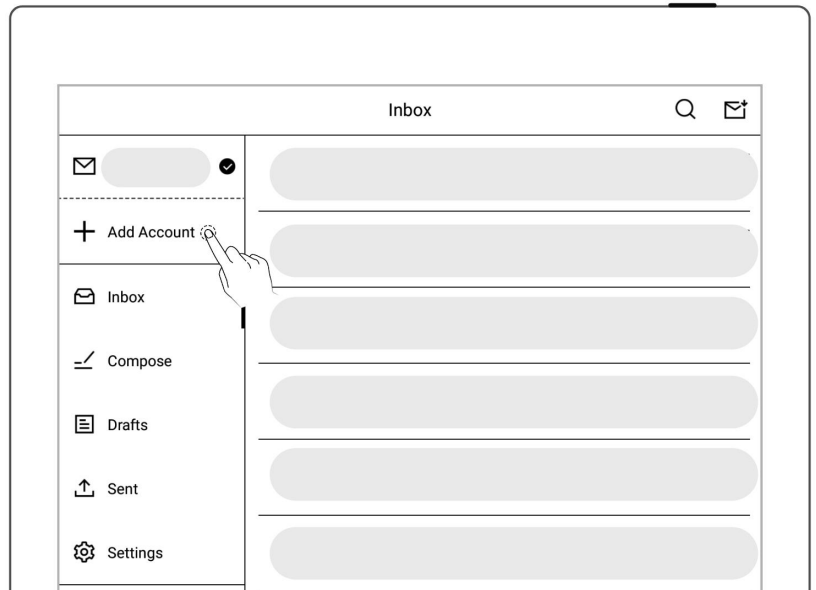 Inbox
Add Account
Inbox
Compose
Drafts
Sent
Settings